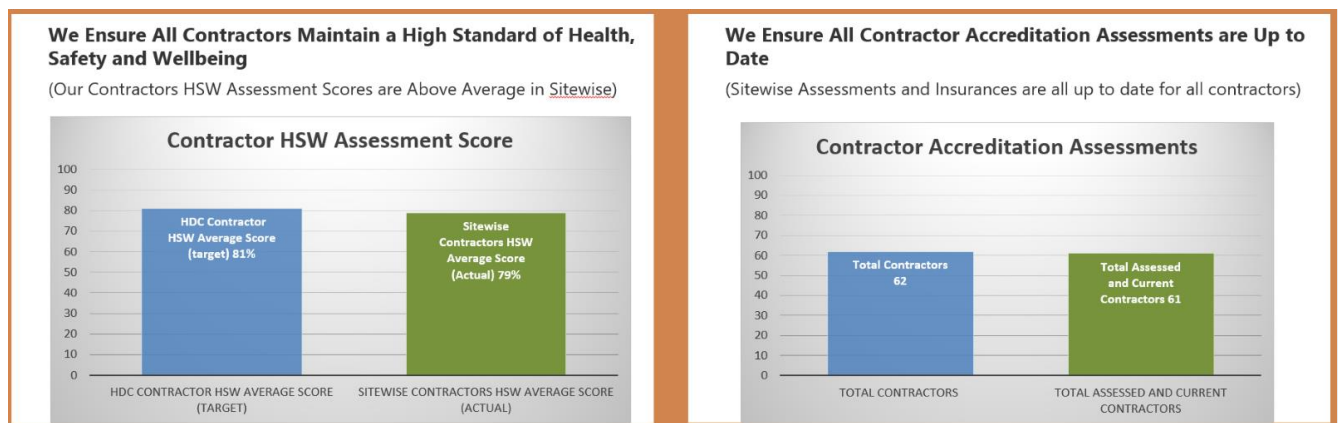 We Ensure All Contractors Maintain a High Standard of Health,
Safety and Wellbeing
(Our Contractors HSW Assessment Scores are Above Average in Sitewise)
Contractor HSW Assessment Score
100
90
80
70
60
50
40
30
20
10
0
HDC Contractor
HSW Average Score
(target) 81%
Sitewise
Contractors HSW
Average Score
(Actual) 79%
HDC CONTRACTOR HSW AVERAGE SCORE
(TARGET)
SITEWISE CONTRACTORS HSW AVERAGE SCORE
(ACTUAL)
We Ensure All Contractor Accreditation Assessments are Up to
Date
(Sitewise Assessments and Insurances are all up to date for all contractors)
Contractor Accreditation Assessments
100
90
80
70
60
50
40
30
20
10
0
Total Contractors
62
Total Assessed
and Current
Contractors 61
TOTAL CONTRACTORS
TOTAL ASSESSED AND CURRENT
CONTRACTORS